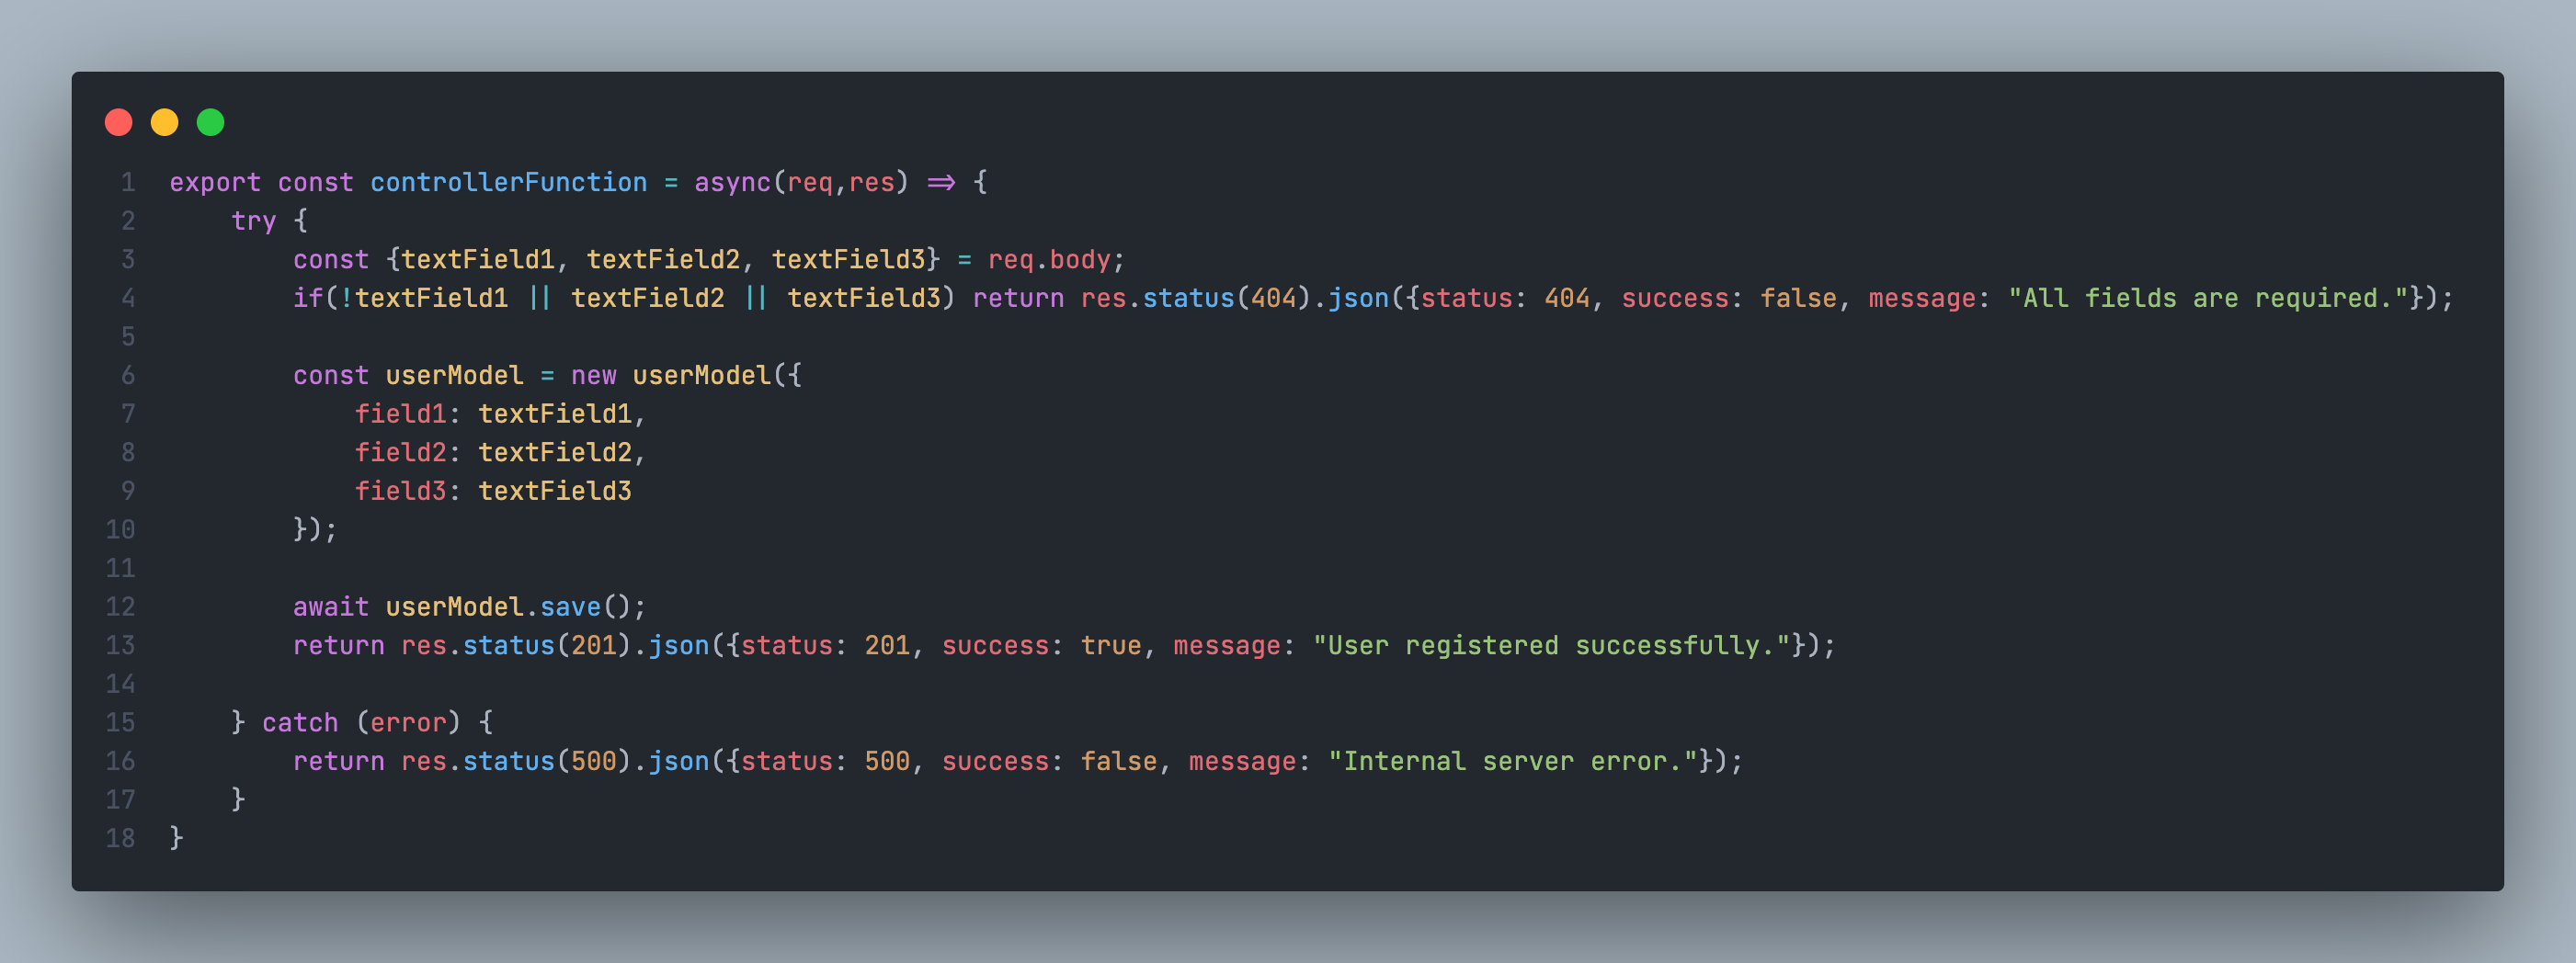 1 export const controllerFunction = async(req,res) => {
2     try {
3         const {textField1, textField2, textField3} = req.body;
4         if(!textField1 || textField2 || textField3) return res.status(404).json({status: 404, success: false, message: "All fields are required."});
5
6         const userModel = new userModel({
7             field1: textField1,
8             field2: textField2,
9             field3: textField3
10         });
11
12         await userModel.save();
13         return res.status(201).json({status: 201, success: true, message: "User registered successfully."});
14
15     } catch (error) {
16         return res.status(500).json({status: 500, success: false, message: "Internal server error."});
17     }
18 }